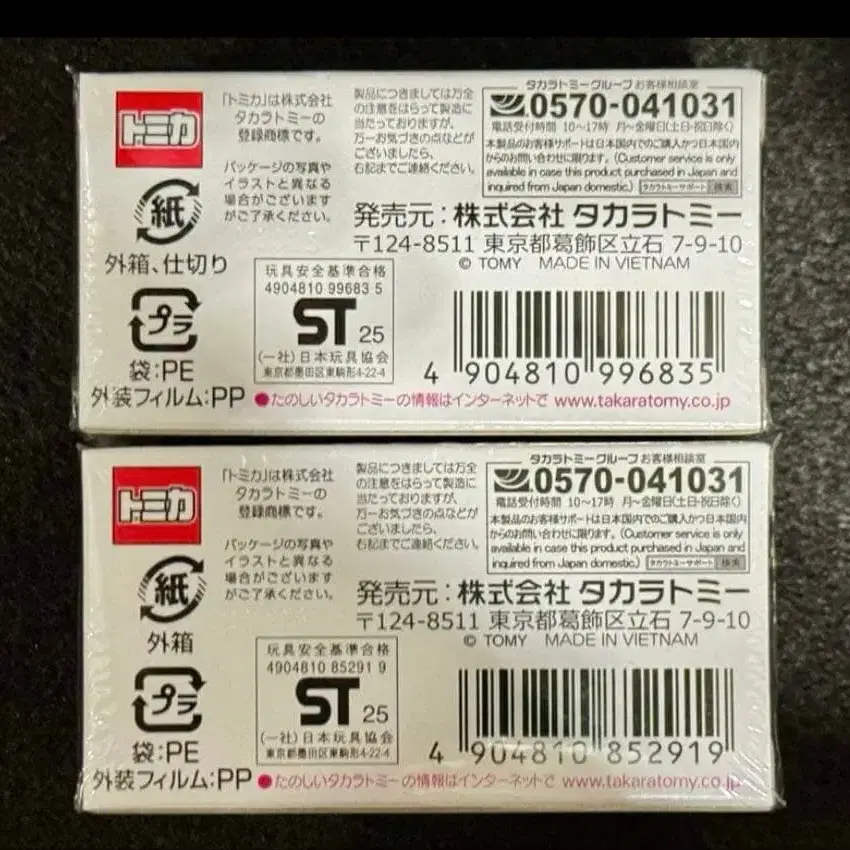 トミカ
「トミカ」は株式会社
タカラトミーの
登録商標です。
パッケージの写真や
イラストと異なる
場合がございます
がご了承ください。
製品につきましては万全
の注意をはらって製造に
当たっておりますが、
万一お気づきの点などが
ございましたら、
右記までご連絡ください。
タカラトミーグループ お客様相談室
0570-041031
電話受付時間 10〜17時 月〜金曜日(土日・祝日除く)
本製品のお客様サポートは日本国内でのご購入かつ日本国内
からのお問い合わせに限ります。(Customer service is only
available in case this product purchased in Japan and
inquired from Japan domestic.) タカラトミーサポート 検索
紙
外箱、仕切り
プラ
袋:PE
外装フィルム:PP
発売元:株式会社 タカラトミー
〒124-8511 東京都葛飾区立石 7-9-10
© TOMY MADE IN VIETNAM
玩具安全基準合格
4904810 99683 5
ST 25
(一社)日本玩具協会
東京都墨田区東駒形4-22-4
4 904810 996835
●たのしいタカラトミーの情報はインターネットで www.takaratomy.co.jp
トミカ
「トミカ」は株式会社
タカラトミーの
登録商標です。
パッケージの写真や
イラストと異なる
場合がございます
がご了承ください。
製品につきましては万全
の注意をはらって製造に
当たっておりますが、
万一お気づきの点などが
ございましたら、
右記までご連絡ください。
タカラトミーグループ お客様相談室
0570-041031
電話受付時間 10〜17時 月〜金曜日(土日・祝日除く)
本製品のお客様サポートは日本国内でのご購入かつ日本国内
からのお問い合わせに限ります。(Customer service is only
available in case this product purchased in Japan and
inquired from Japan domestic.) タカラトミーサポート 検索
紙
外箱
プラ
袋:PE
外装フィルム:PP
発売元:株式会社 タカラトミー
〒124-8511 東京都葛飾区立石 7-9-10
© TOMY MADE IN VIETNAM
玩具安全基準合格
4904810 85291 9
ST 25
(一社)日本玩具協会
東京都墨田区東駒形4-22-4
4 904810 852919
●たのしいタカラトミーの情報はインターネットで www.takaratomy.co.jp